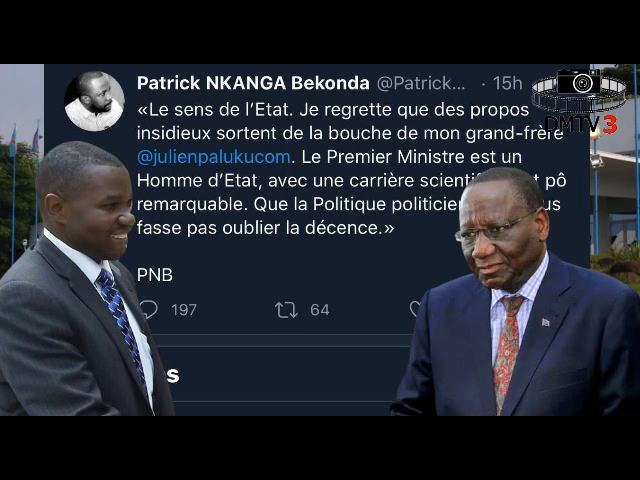 Patrick NKANGA Bekonda @Patrick... · 15h
«Le sens de l'Etat. Je regrette que des propos
insidieux sortent de la bouche de mon grand-frère
@julienpalukucom. Le Premier Ministre est un
Homme d'Etat, avec une carrière pô
remarquable. Que la Politique
fasse pas oublier la décence.»
PNB
197 64
DMTV3